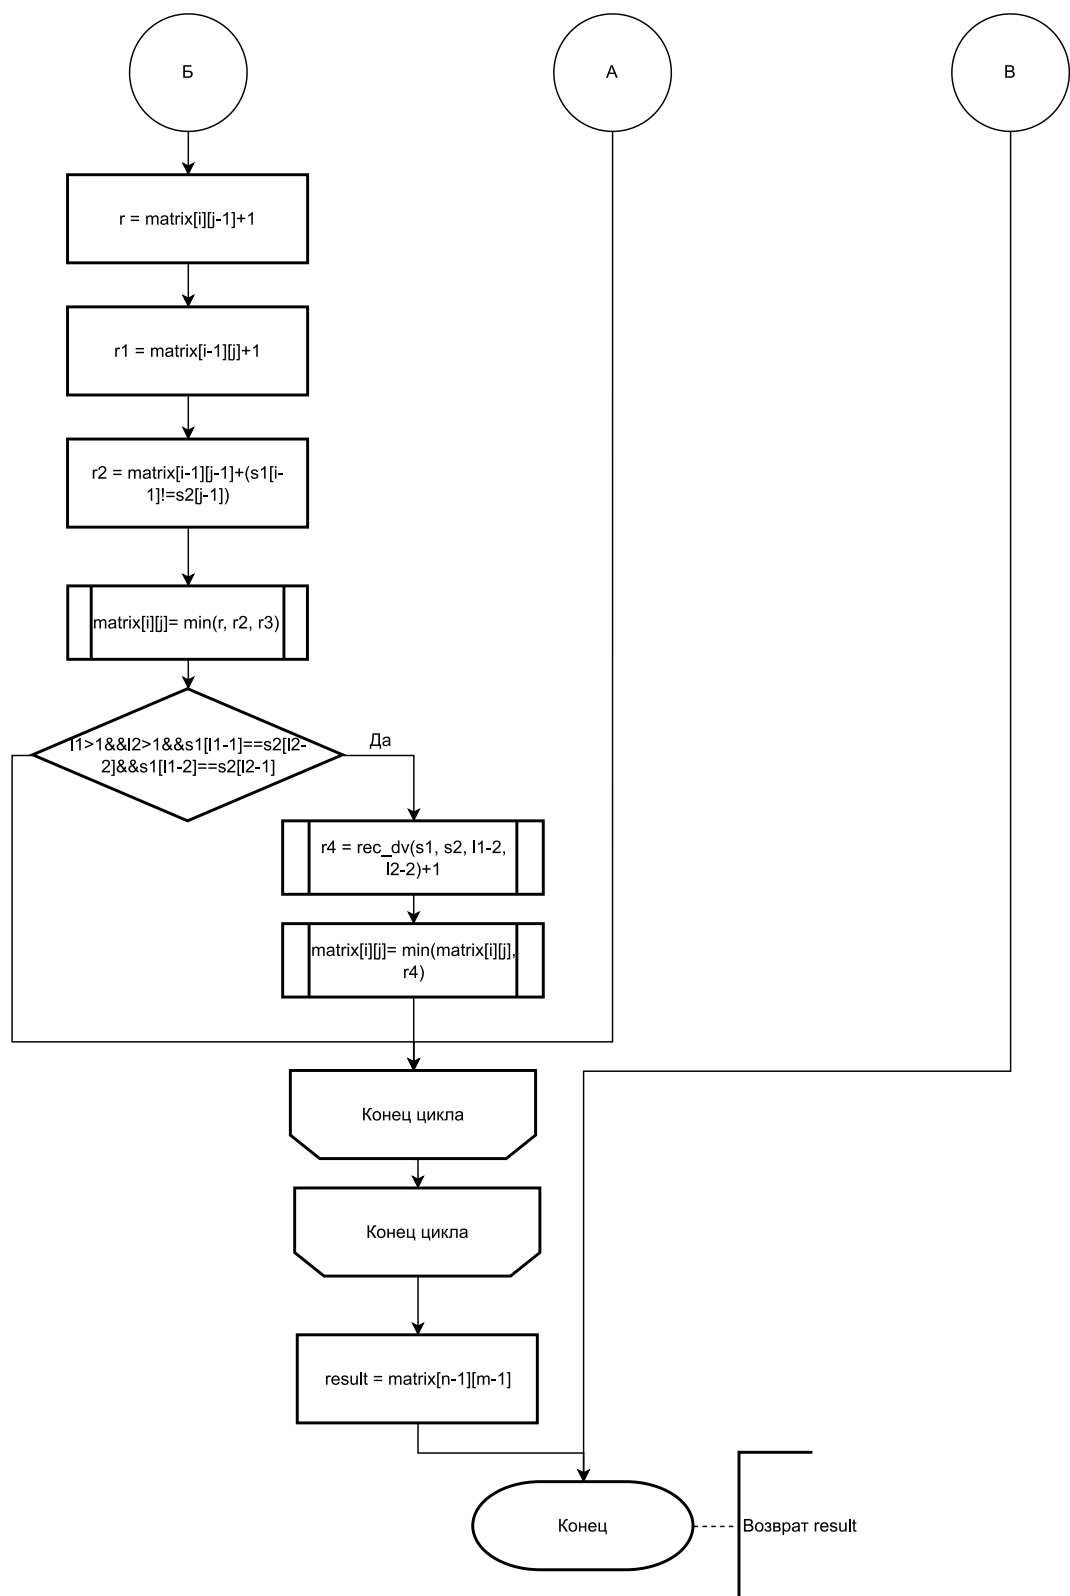 Б
А
В
r = matrix[i][j-1]+1
r1 = matrix[i-1][j]+1
r2 = matrix[i-1][j-1]+(s1[i-
1]!=s2[j-1])
matrix[i][j]= min(r, r2, r3)
l1>1&&l2>1&&s1[l1-1]==s2[l2-
2]&&s1[l1-2]==s2[l2-1]
Да
r4 = rec_dv(s1, s2, l1-2,
l2-2)+1
matrix[i][j]= min(matrix[i][j],
r4)
Конец цикла
Конец цикла
result = matrix[n-1][m-1]
Конец
Возврат result